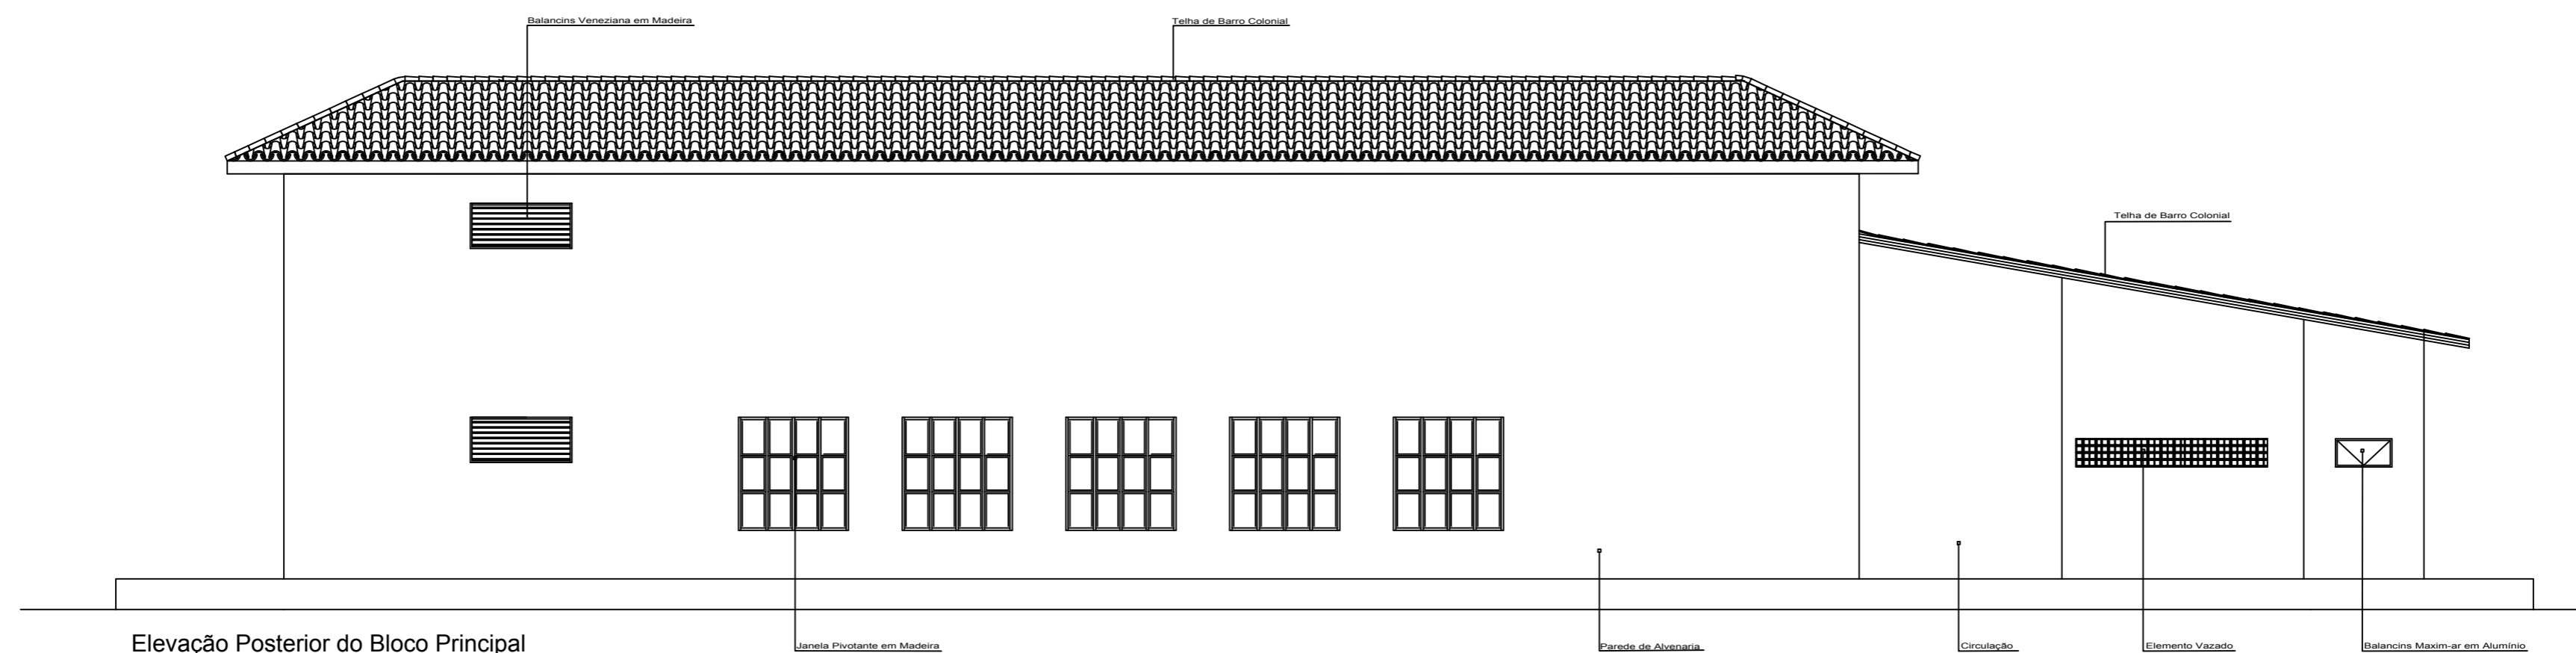 Balancins Veneziana em Madeira
Telha de Barro Colonial
Telha de Barro Colonial
Elevação Posterior do Bloco Principal
Janela Pivotante em Madeira
Parede de Alvenaria
Circulação
Elemento Vazado
Balancins Maxim-ar em Alumínio